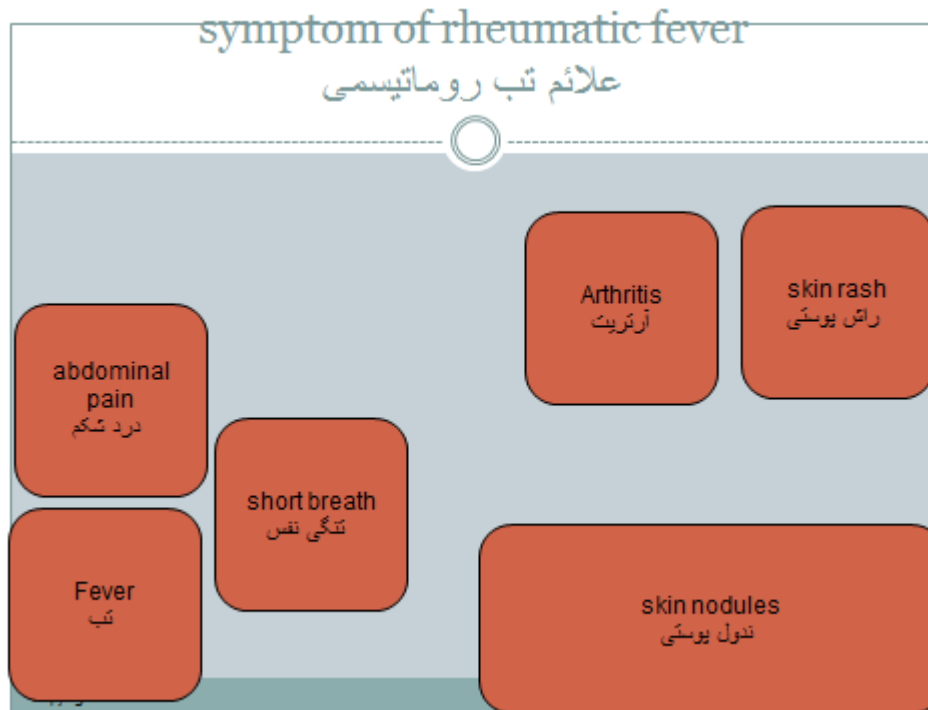 symptom of rheumatic fever
علائم تب روماتیسمی
Arthritis
آرتریت
skin rash
راش پوستی
abdominal
pain
درد شکم
short breath
تنگی نفس
Fever
تب
skin nodules
ندول پوستی